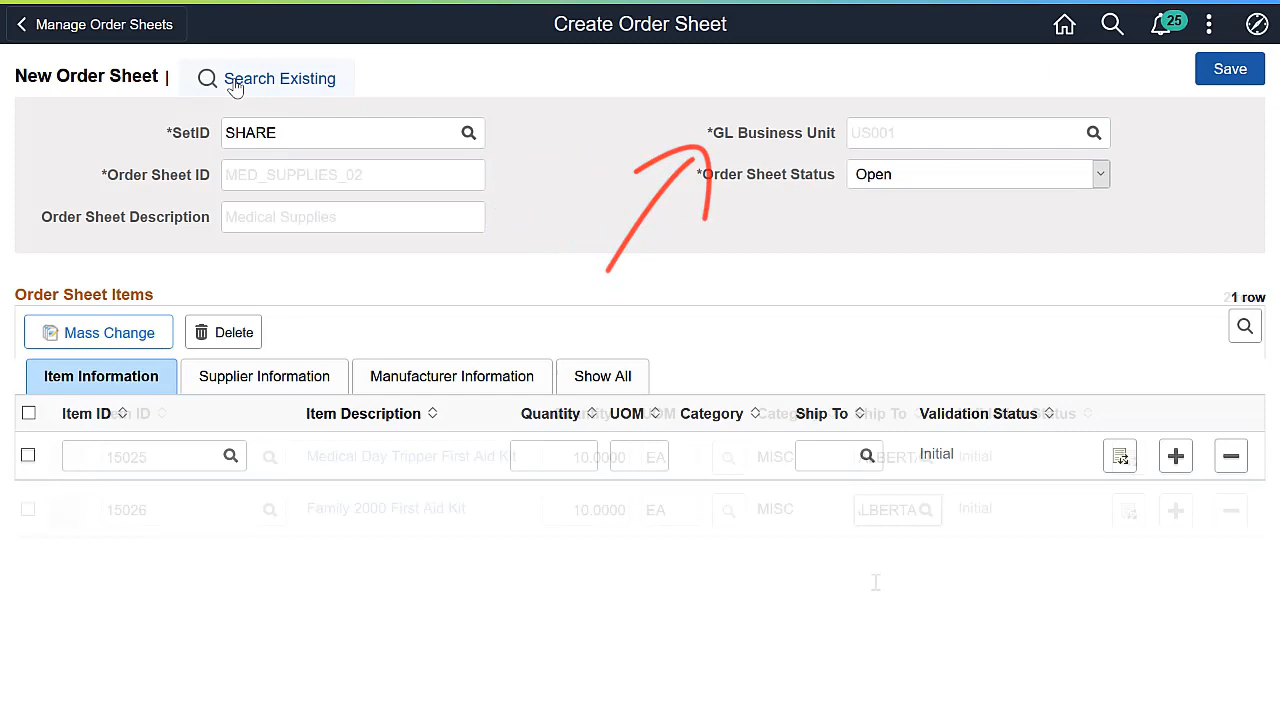 Manage Order Sheets
Create Order Sheet
25
New Order Sheet |
Search Existing
Save
*SetID SHARE
*GL Business Unit US001
*Order Sheet ID MED_SUPPLIES_02
*Order Sheet Status Open
Order Sheet Description Medical Supplies
Order Sheet Items
1 row
Mass Change
Delete
Item Information
Supplier Information
Manufacturer Information
Show All
Item ID Item Description Quantity UOM Category Ship To Validation Status
15025 Medical Day Tripper First Aid Kit 10.0000 EA MISC LBERTA Initial Initial
15026 Family 2000 First Aid Kit 10.0000 EA MISC LBERTA Initial